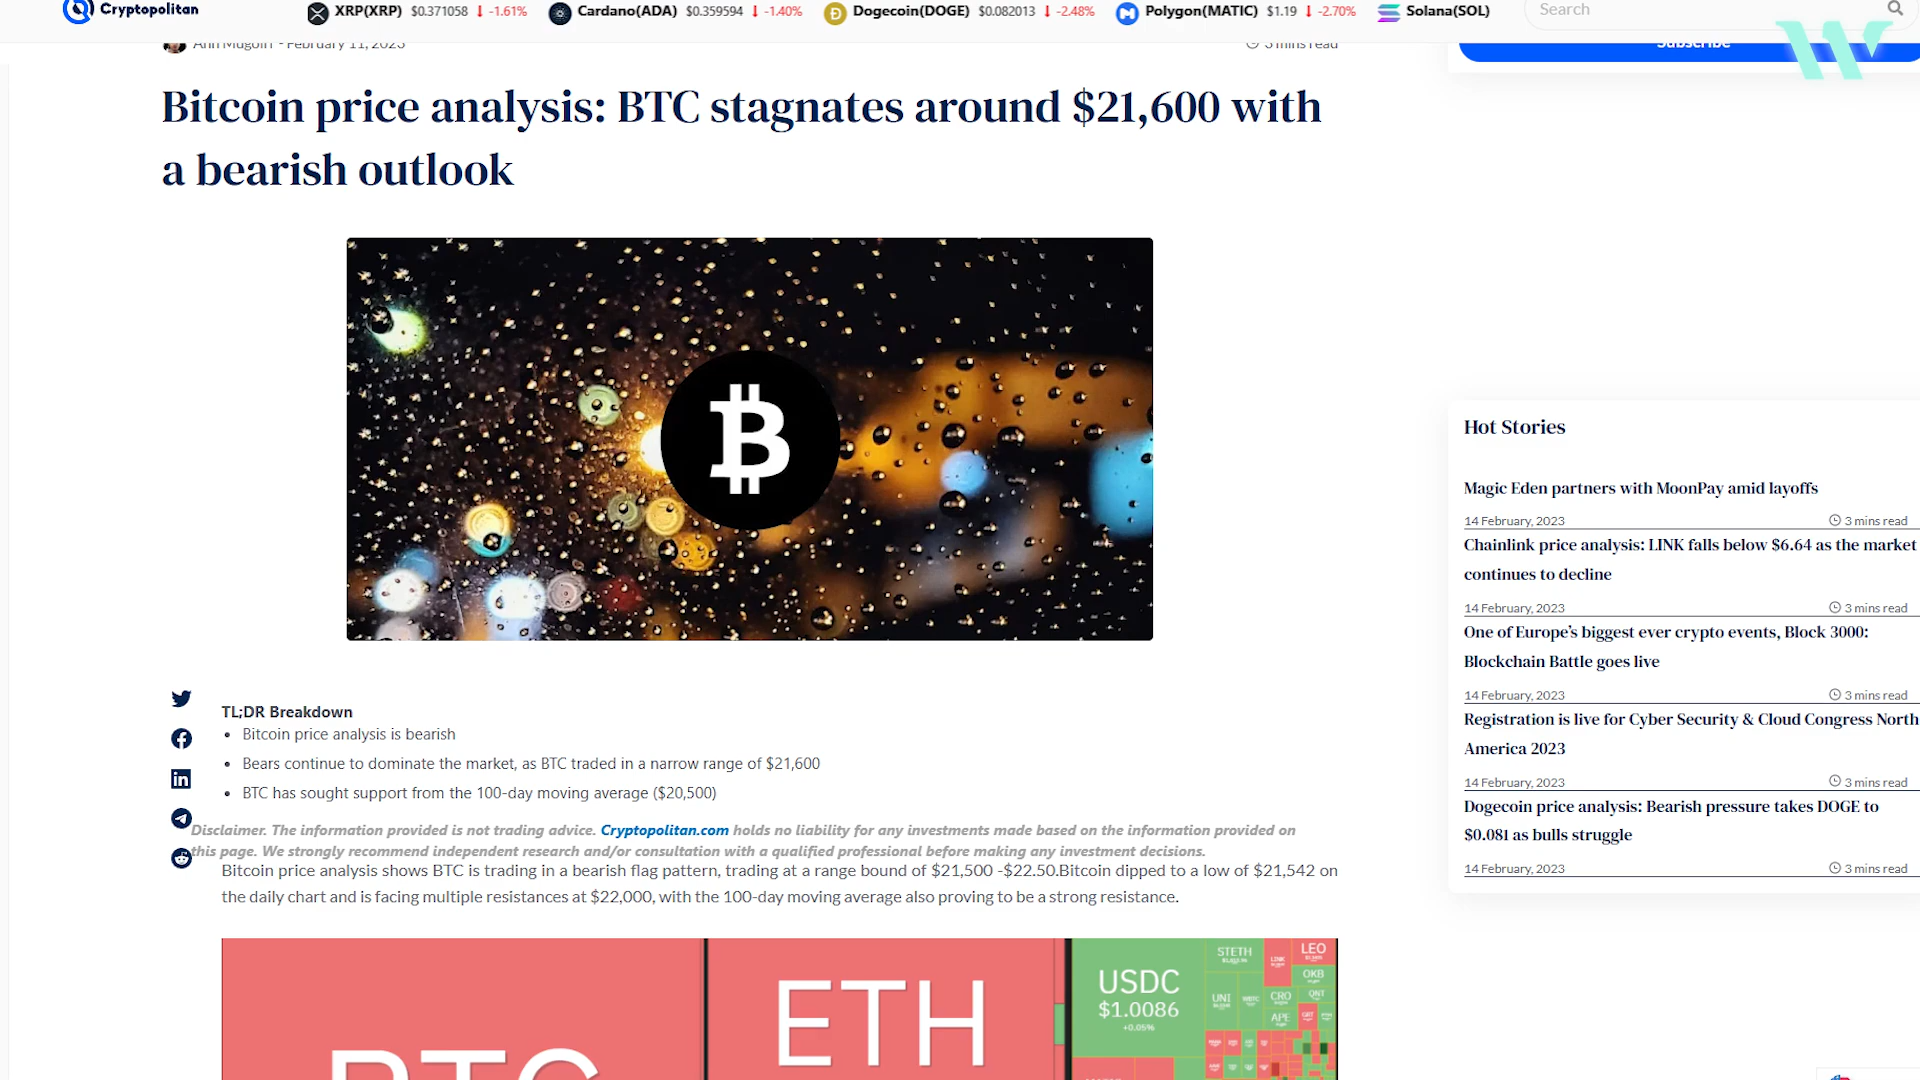 Cryptopolitan
XRP(XRP) $0.371058 -1.61% Cardano(ADA) $0.359594 -1.40% Dogecoin(DOGE) $0.082013 -2.48% Polygon(MATIC) $1.19 -2.70% Solana(SOL)
Search
February 11, 2023
3 mins read
Subscribe
Bitcoin price analysis: BTC stagnates around $21,600 with
a bearish outlook
TL;DR Breakdown
• Bitcoin price analysis is bearish
• Bears continue to dominate the market, as BTC traded in a narrow range of $21,600
• BTC has sought support from the 100-day moving average ($20,500)
Disclaimer. The information provided is not trading advice. Cryptopolitan.com holds no liability for any investments made based on the information provided on
this page. We strongly recommend independent research and/or consultation with a qualified professional before making any investment decisions.
Bitcoin price analysis shows BTC is trading in a bearish flag pattern, trading at a range bound of $21,500 -$22.50.Bitcoin dipped to a low of $21,542 on
the daily chart and is facing multiple resistances at $22,000, with the 100-day moving average also proving to be a strong resistance.
BTC
ETH
USDC
$1.0086
+0.05%
STETH
LINK
LEO
OKB
UNI
WBTC
CRO
QNT
APE
Hot Stories
Magic Eden partners with MoonPay amid layoffs
14 February, 2023 3 mins read
Chainlink price analysis: LINK falls below $6.64 as the market
continues to decline
14 February, 2023 3 mins read
One of Europe's biggest ever crypto events, Block 3000:
Blockchain Battle goes live
14 February, 2023 3 mins read
Registration is live for Cyber Security & Cloud Congress North
America 2023
14 February, 2023 3 mins read
Dogecoin price analysis: Bearish pressure takes DOGE to
$0.081 as bulls struggle
14 February, 2023 3 mins read